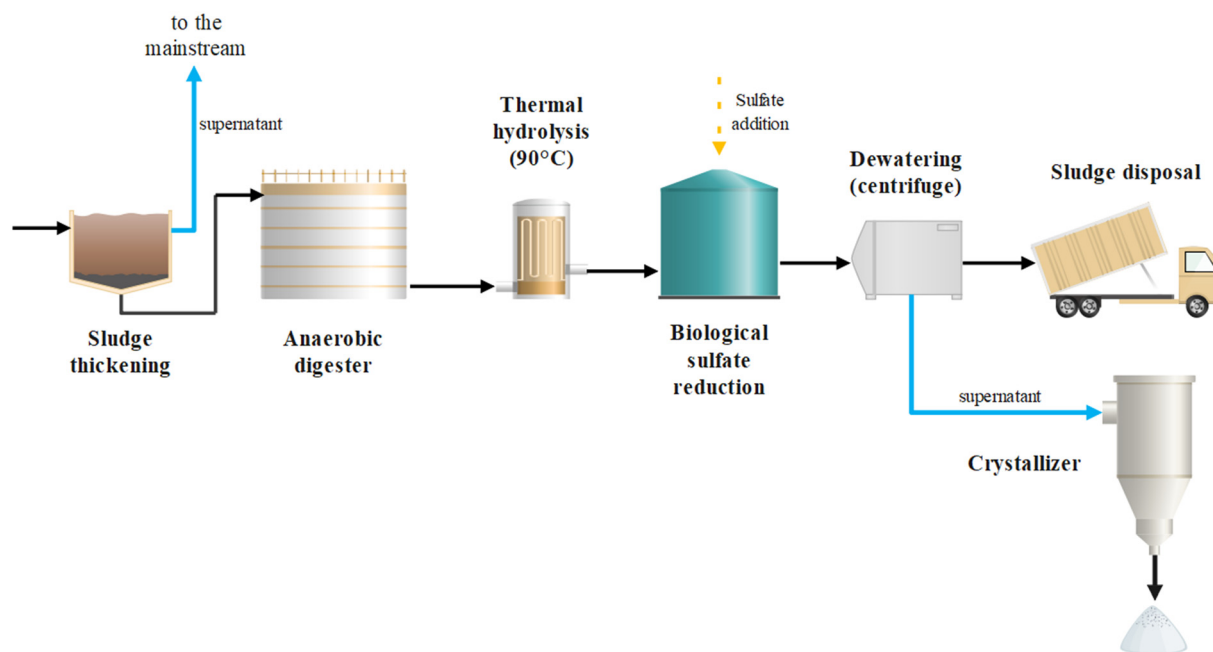 to the
mainstream
supernatant
Sludge
thickening
Anaerobic
digester
Thermal
hydrolysis
(90°C)
Sulfate
addition
Biological
sulfate
reduction
Dewatering
(centrifuge)
Sludge disposal
supernatant
Crystallizer